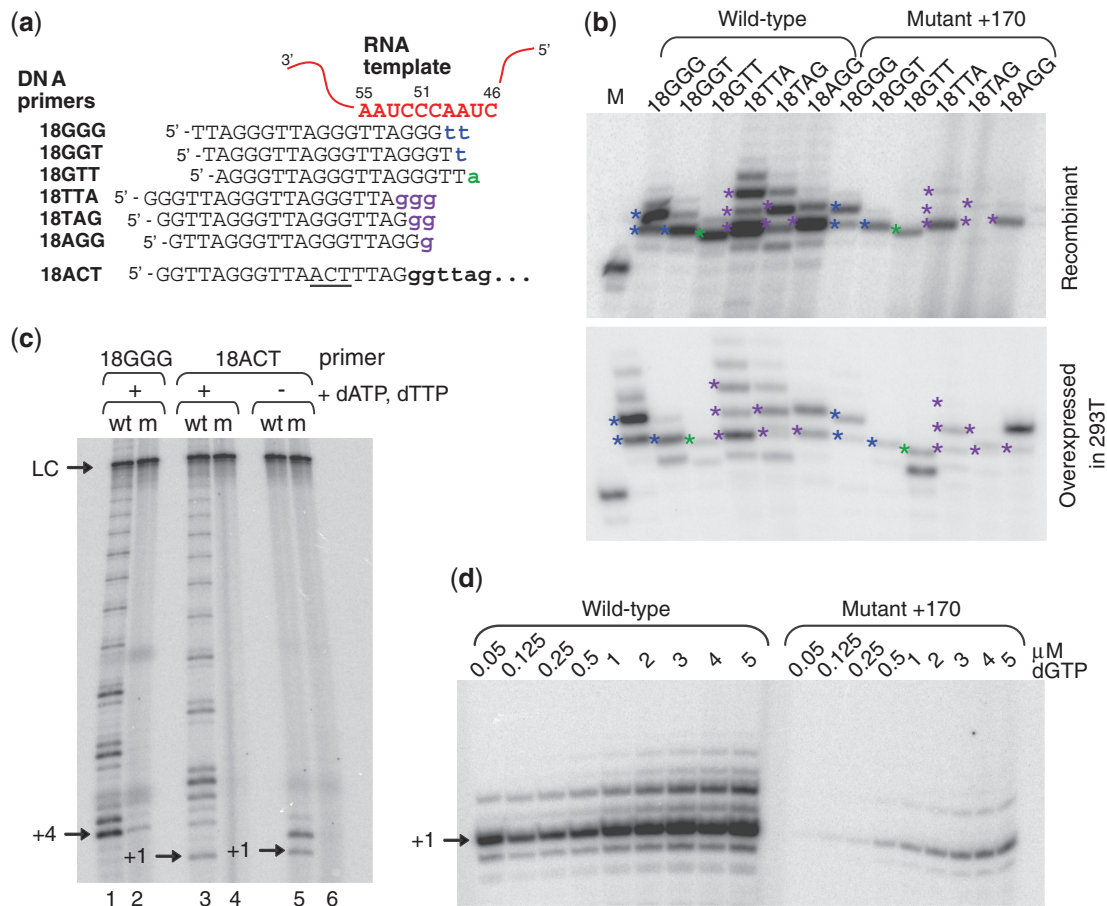 (a)
RNA
template
3'
5'
DNA
primers
55 51 46
AAUCCCAAUC
18GGG 5'-TTAGGGTTAGGGTTAGGGtt
18GGT 5'-TAGGGTTAGGGTTAGGGTt
18GTT 5'-AGGGTTAGGGTTAGGGTTa
18TTA 5'-GGGTTAGGGTTAGGGTTAggg
18TAG 5'-GGTTAGGGTTAGGGTTAGgg
18AGG 5'-GTTAGGGTTAGGGTTAGGg
18ACT 5'-GGTTAGGGTTAACTTTAGggttag...
(b)
Wild-type Mutant +170
M 18GGG 18GGT 18GTT 18TTA 18TAG 18AGG 18GGG 18GGT 18GTT 18TTA 18TAG 18AGG
Recombinant
Overexpressed
in 293T
(c)
18GGG 18ACT primer
+ + - + dATP, dTTP
wt m wt m wt m
LC
+4
+1 +1
1 2 3 4 5 6
(d)
Wild-type Mutant +170
0.05 0.125 0.25 0.5 1 2 3 4 5 0.05 0.125 0.25 0.5 1 2 3 4 5 μM
dGTP
+1